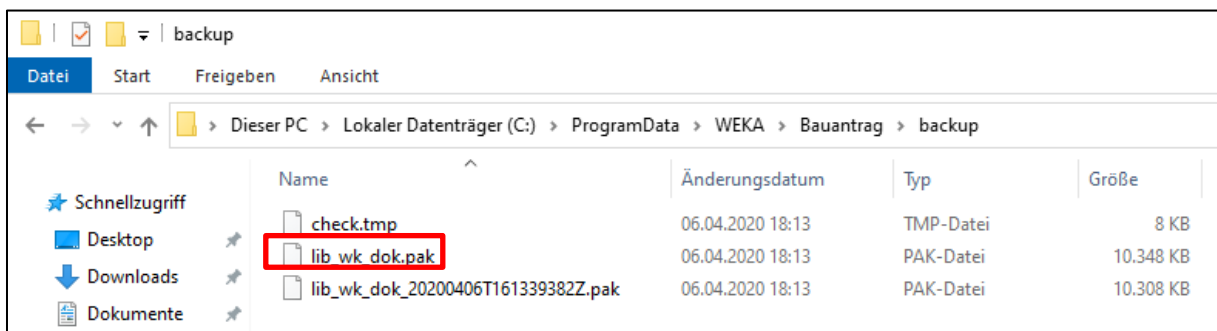 backup
Datei Start Freigeben Ansicht
Dieser PC > Lokaler Datenträger (C:) > ProgramData > WEKA > Bauantrag > backup
Name Änderungsdatum Typ Größe
Schnellzugriff
check.tmp 06.04.2020 18:13 TMP-Datei 8 KB
Desktop
lib_wk_dok.pak 06.04.2020 18:13 PAK-Datei 10.348 KB
Downloads
lib_wk_dok_20200406T161339382Z.pak 06.04.2020 18:13 PAK-Datei 10.308 KB
Dokumente